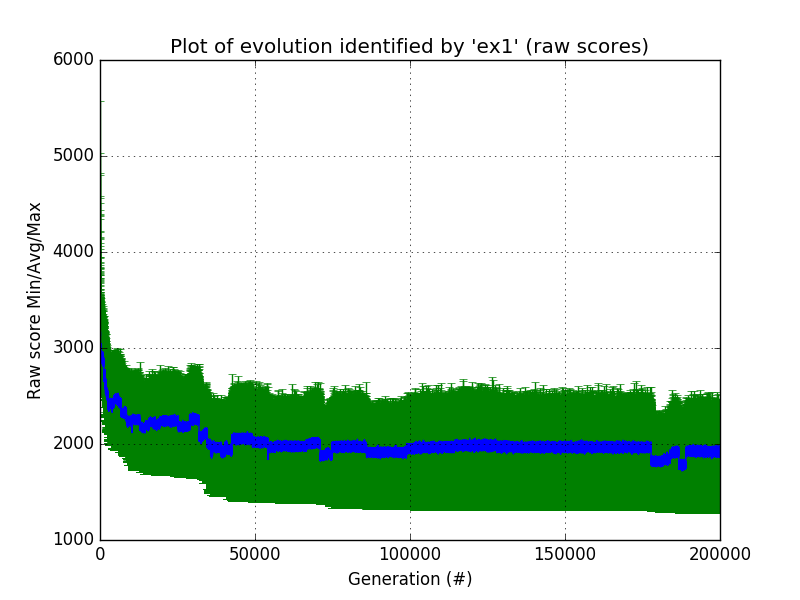 Plot of evolution identified by 'ex1' (raw scores)
6000
5000
4000
3000
2000
1000
Raw score Min/Avg/Max
0 50000 100000 150000 200000
Generation (#)